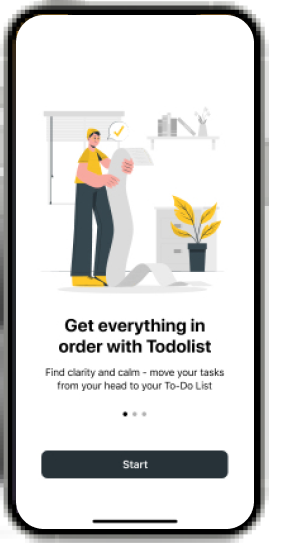 Get everything in
order with Todolist
Find clarity and calm - move your tasks
from your head to your To-Do List
Start